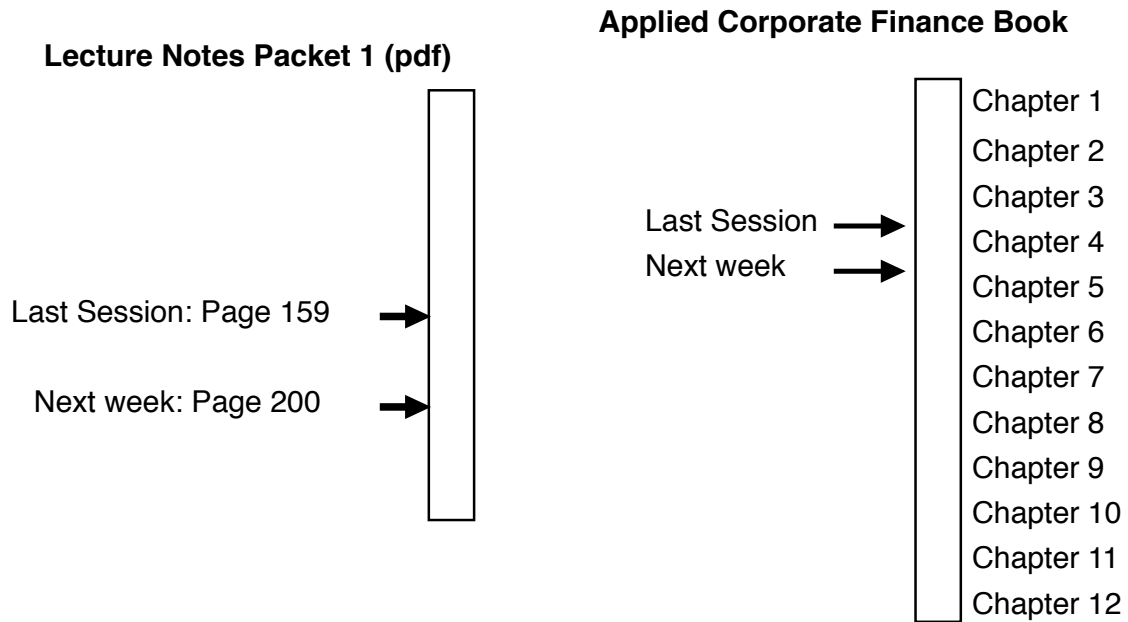 Applied Corporate Finance Book
Lecture Notes Packet 1 (pdf)
Last Session: Page 159
Next week: Page 200
Last Session
Next week
Chapter 1
Chapter 2
Chapter 3
Chapter 4
Chapter 5
Chapter 6
Chapter 7
Chapter 8
Chapter 9
Chapter 10
Chapter 11
Chapter 12